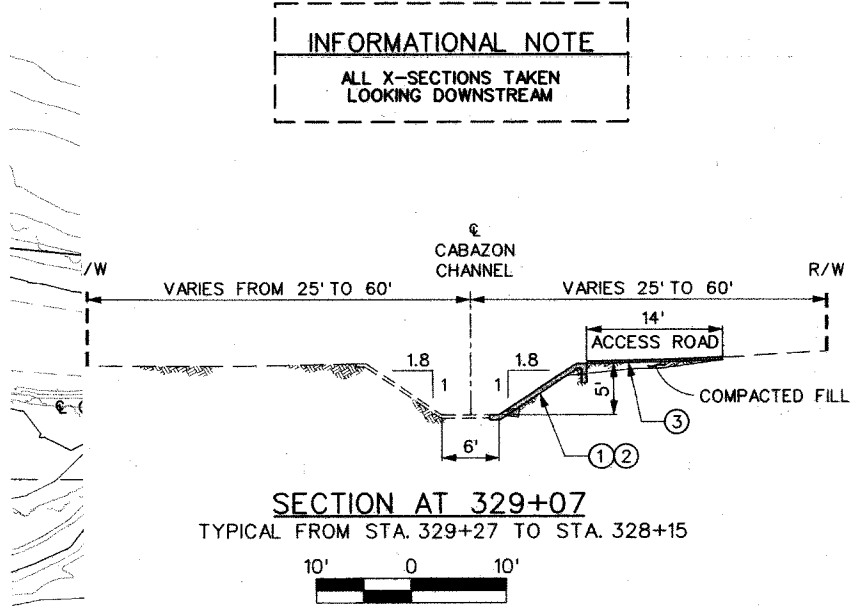 INFORMATIONAL NOTE
ALL X-SECTIONS TAKEN
LOOKING DOWNSTREAM
℄
CABAZON
CHANNEL
/W
R/W
VARIES FROM 25' TO 60'
VARIES 25' TO 60'
14'
ACCESS ROAD
1.8
1
1
1.8
5'
COMPACTED FILL
3
6'
1 2
℄
SECTION AT 329+07
TYPICAL FROM STA. 329+27 TO STA. 328+15
10' 0 10'